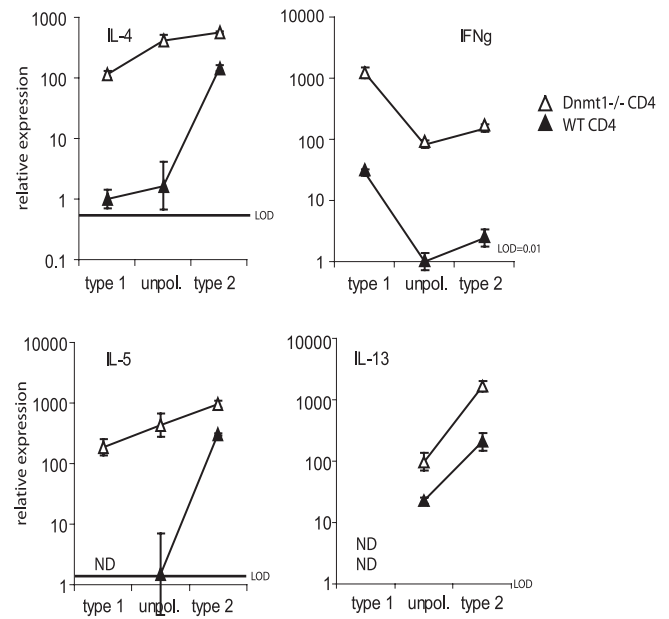 IL-4
1000
100
10
1
0.1
relative expression
LOD
type 1 unpol. type 2
IFNg
1000
100
10
1
LOD=0.01
type 1 unpol. type 2
Dnmt1-/- CD4
WT CD4
IL-5
10000
1000
100
10
1
relative expression
ND
LOD
type 1 unpol. type 2
IL-13
10000
1000
100
10
1
ND
ND
LOD
type 1 unpol. type 2